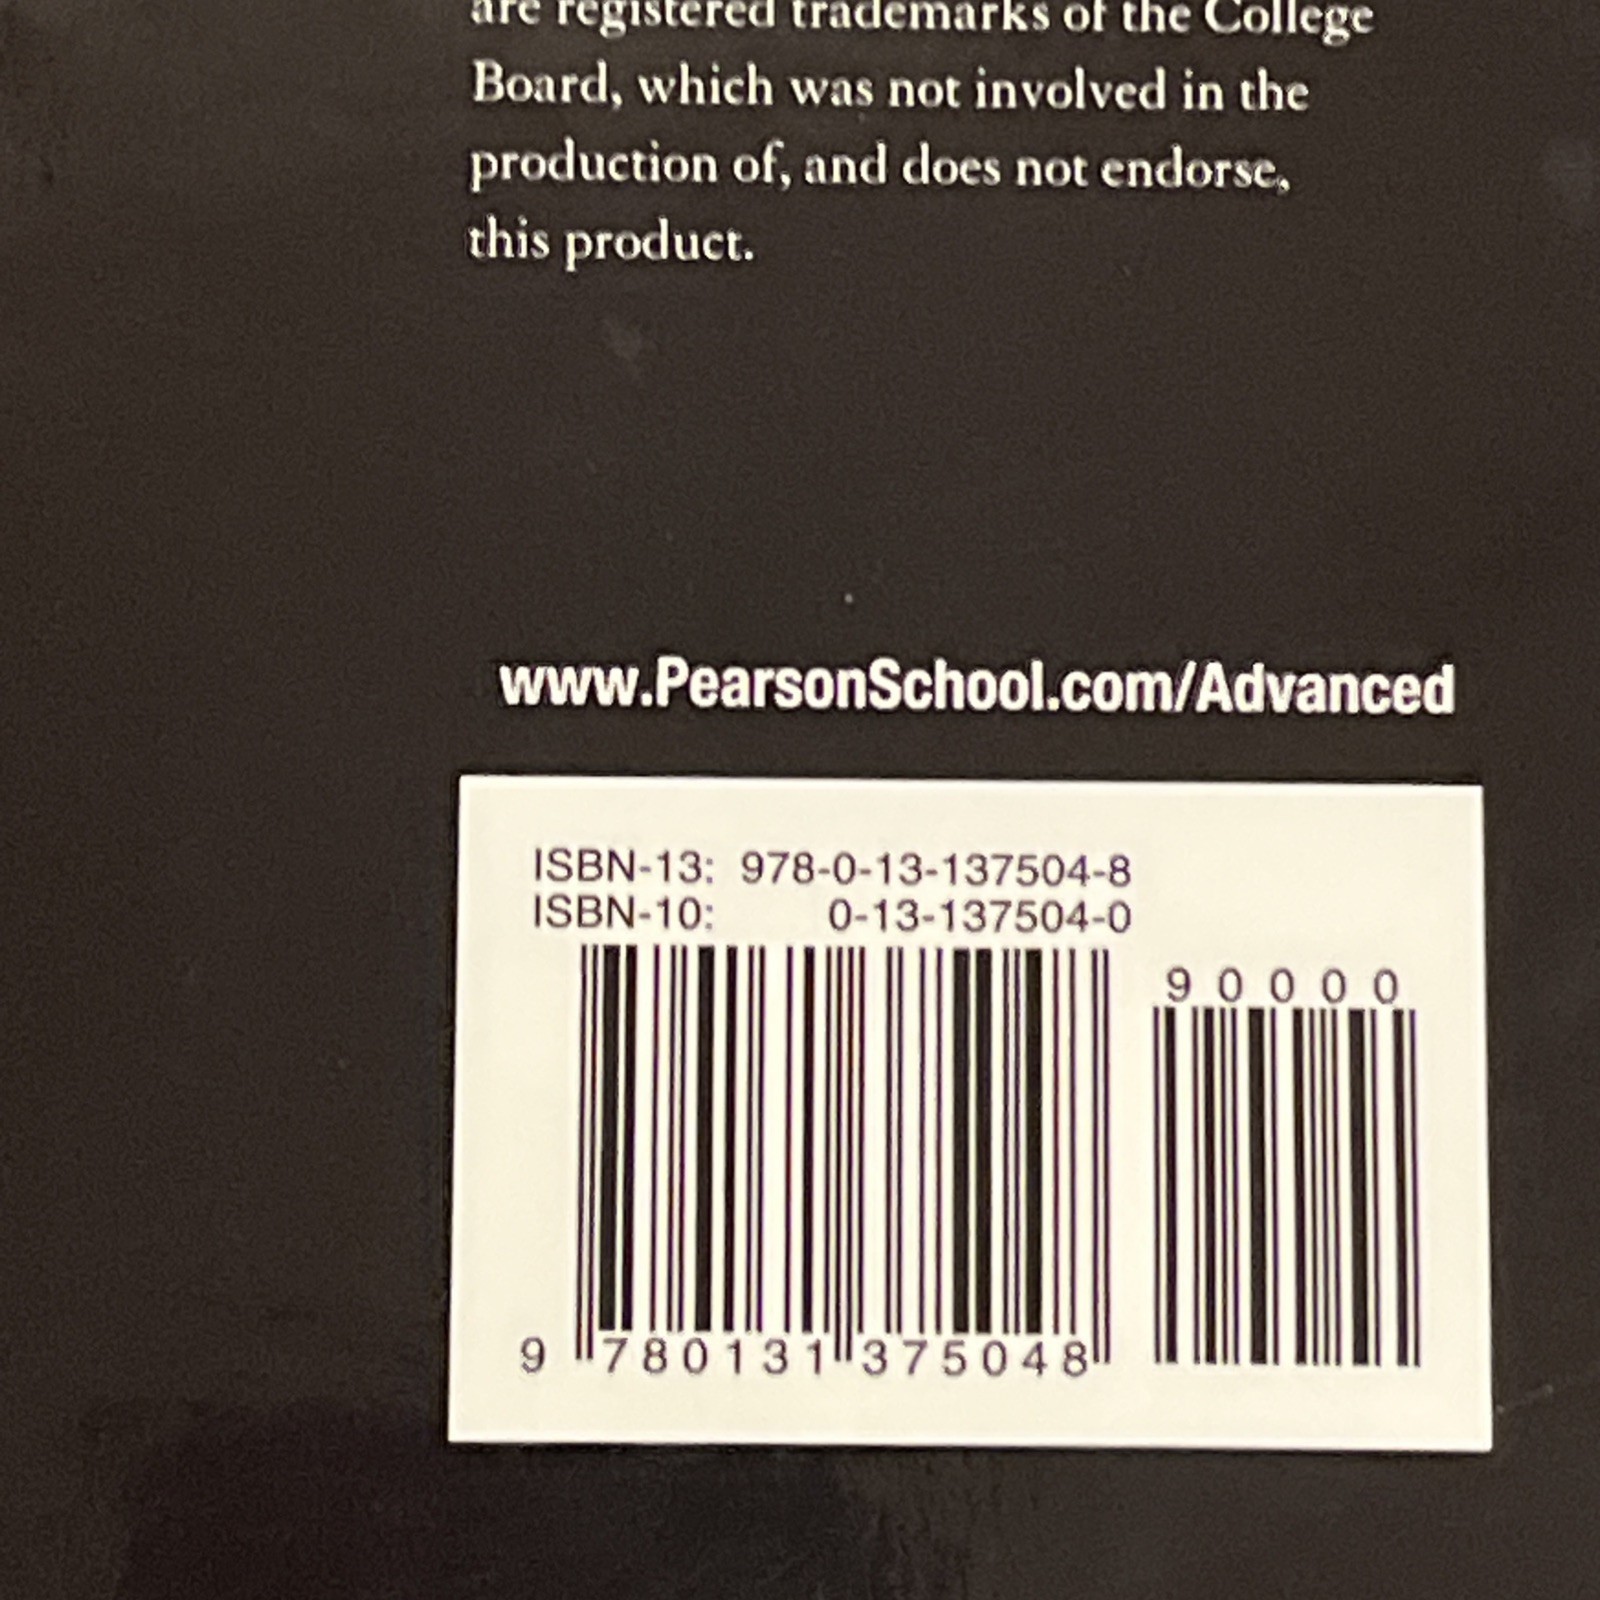 are registered trademarks of the College
Board, which was not involved in the
production of, and does not endorse,
this product.
www.PearsonSchool.com/Advanced
ISBN-13: 978-0-13-137504-8
ISBN-10: 0-13-137504-0
90000
9 780131 375048